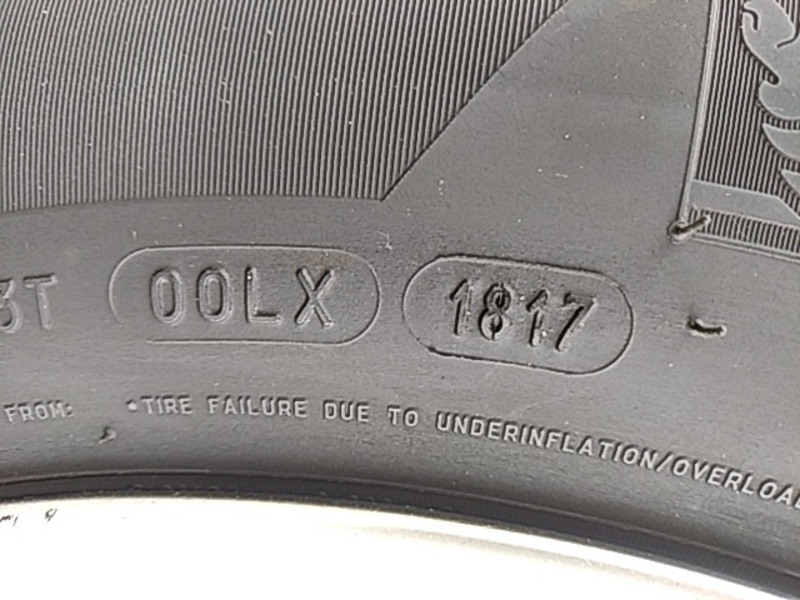 3T 00LX 1817
FROM: •TIRE FAILURE DUE TO UNDERINFLATION/OVERLOA